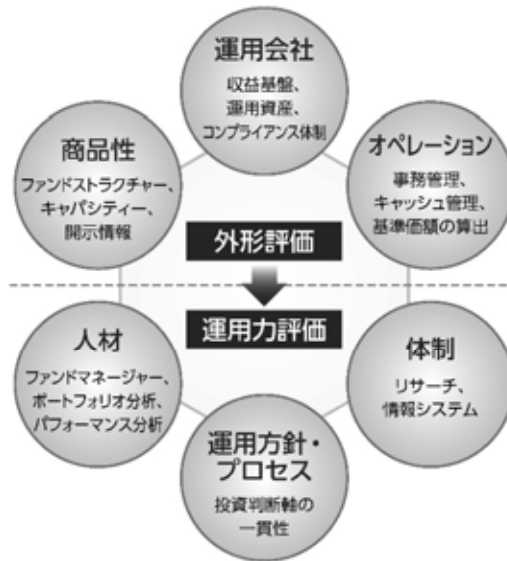 運用会社
収益基盤、
運用資産、
コンプライアンス体制
商品性
ファンドストラクチャー、
キャパシティー、
開示情報
オペレーション
事務管理、
キャッシュ管理、
基準価額の算出
外形評価
運用力評価
人材
ファンドマネージャー、
ポートフォリオ分析、
パフォーマンス分析
体制
リサーチ、
情報システム
運用方針・
プロセス
投資判断軸の
一貫性